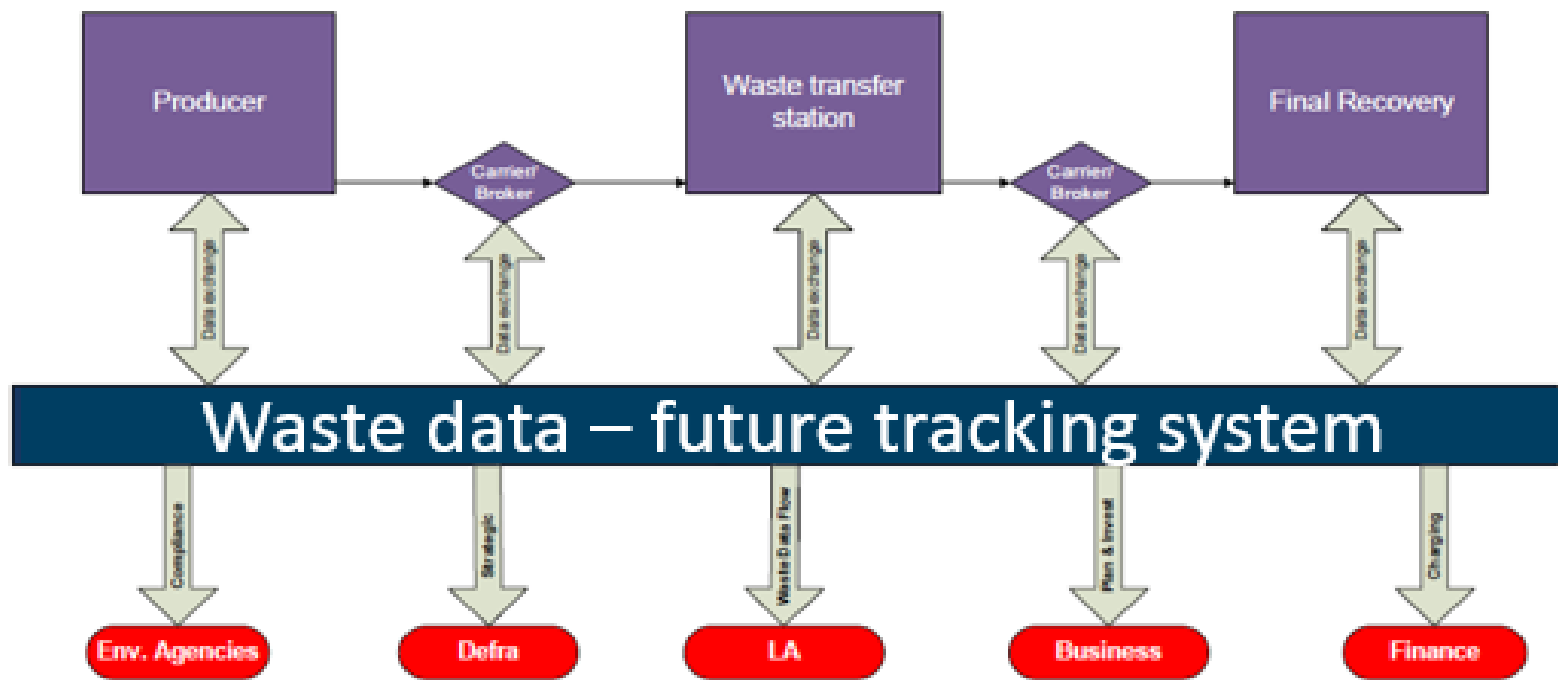 Producer
Waste transfer
station
Final Recovery
Carrier/
Broker
Carrier/
Broker
Data exchange
Data exchange
Data exchange
Data exchange
Data exchange
Waste data – future tracking system
Compliance
Strategic
Waste Data Flow
Plan & Invest
Charging
Env. Agencies
Defra
LA
Business
Finance